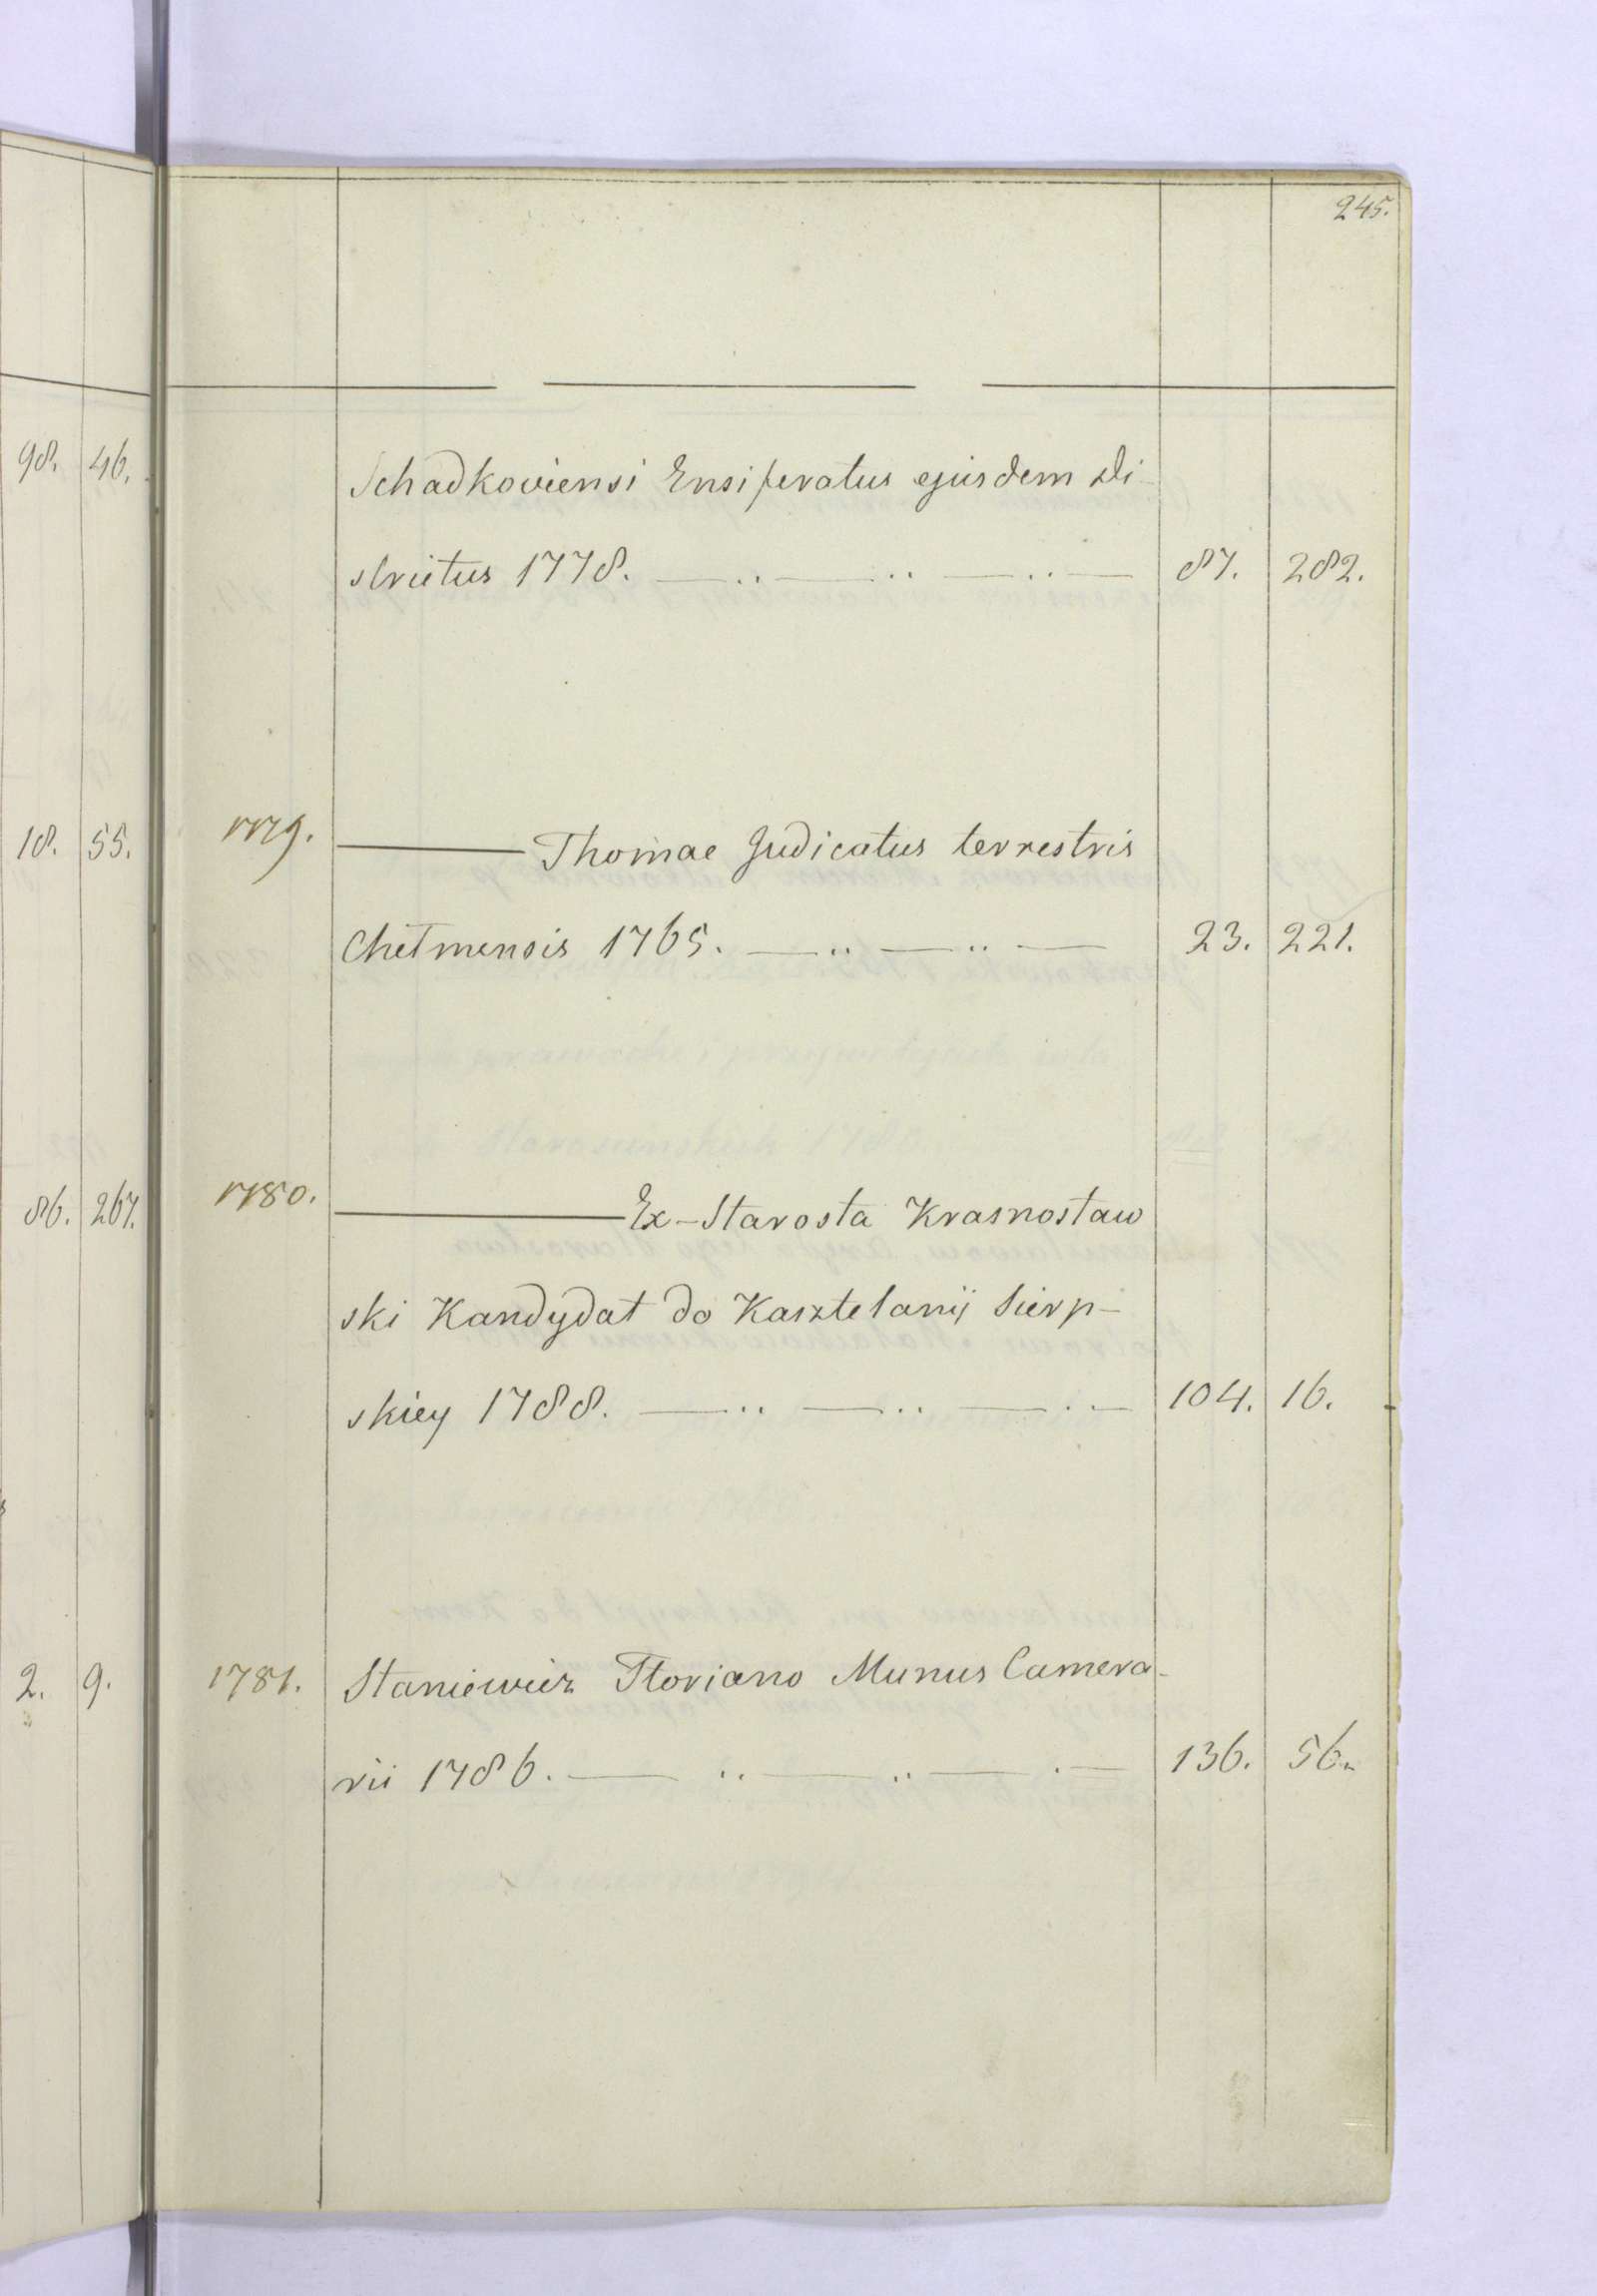 245.
98. 46.
Schadkoviensi Ensiferatus ejusdem Di-
strictus 1778. — .. — .. — .. — 87. 282.
18. 55.
1779. — Thomae Judicatus terrestris
Chełmensis 1765. — .. — .. — 23. 221.
86. 267.
1780. — Ex-Starosta Krasnostaw
ski Kandydat do Kasztelanij Sierp-
skiey 1788. — .. — .. — .. — 104. 16.
2. 9.
1781. Staniewicz Floriano Munus Camera-
rii 1786. — .. — .. — . — 136. 56.